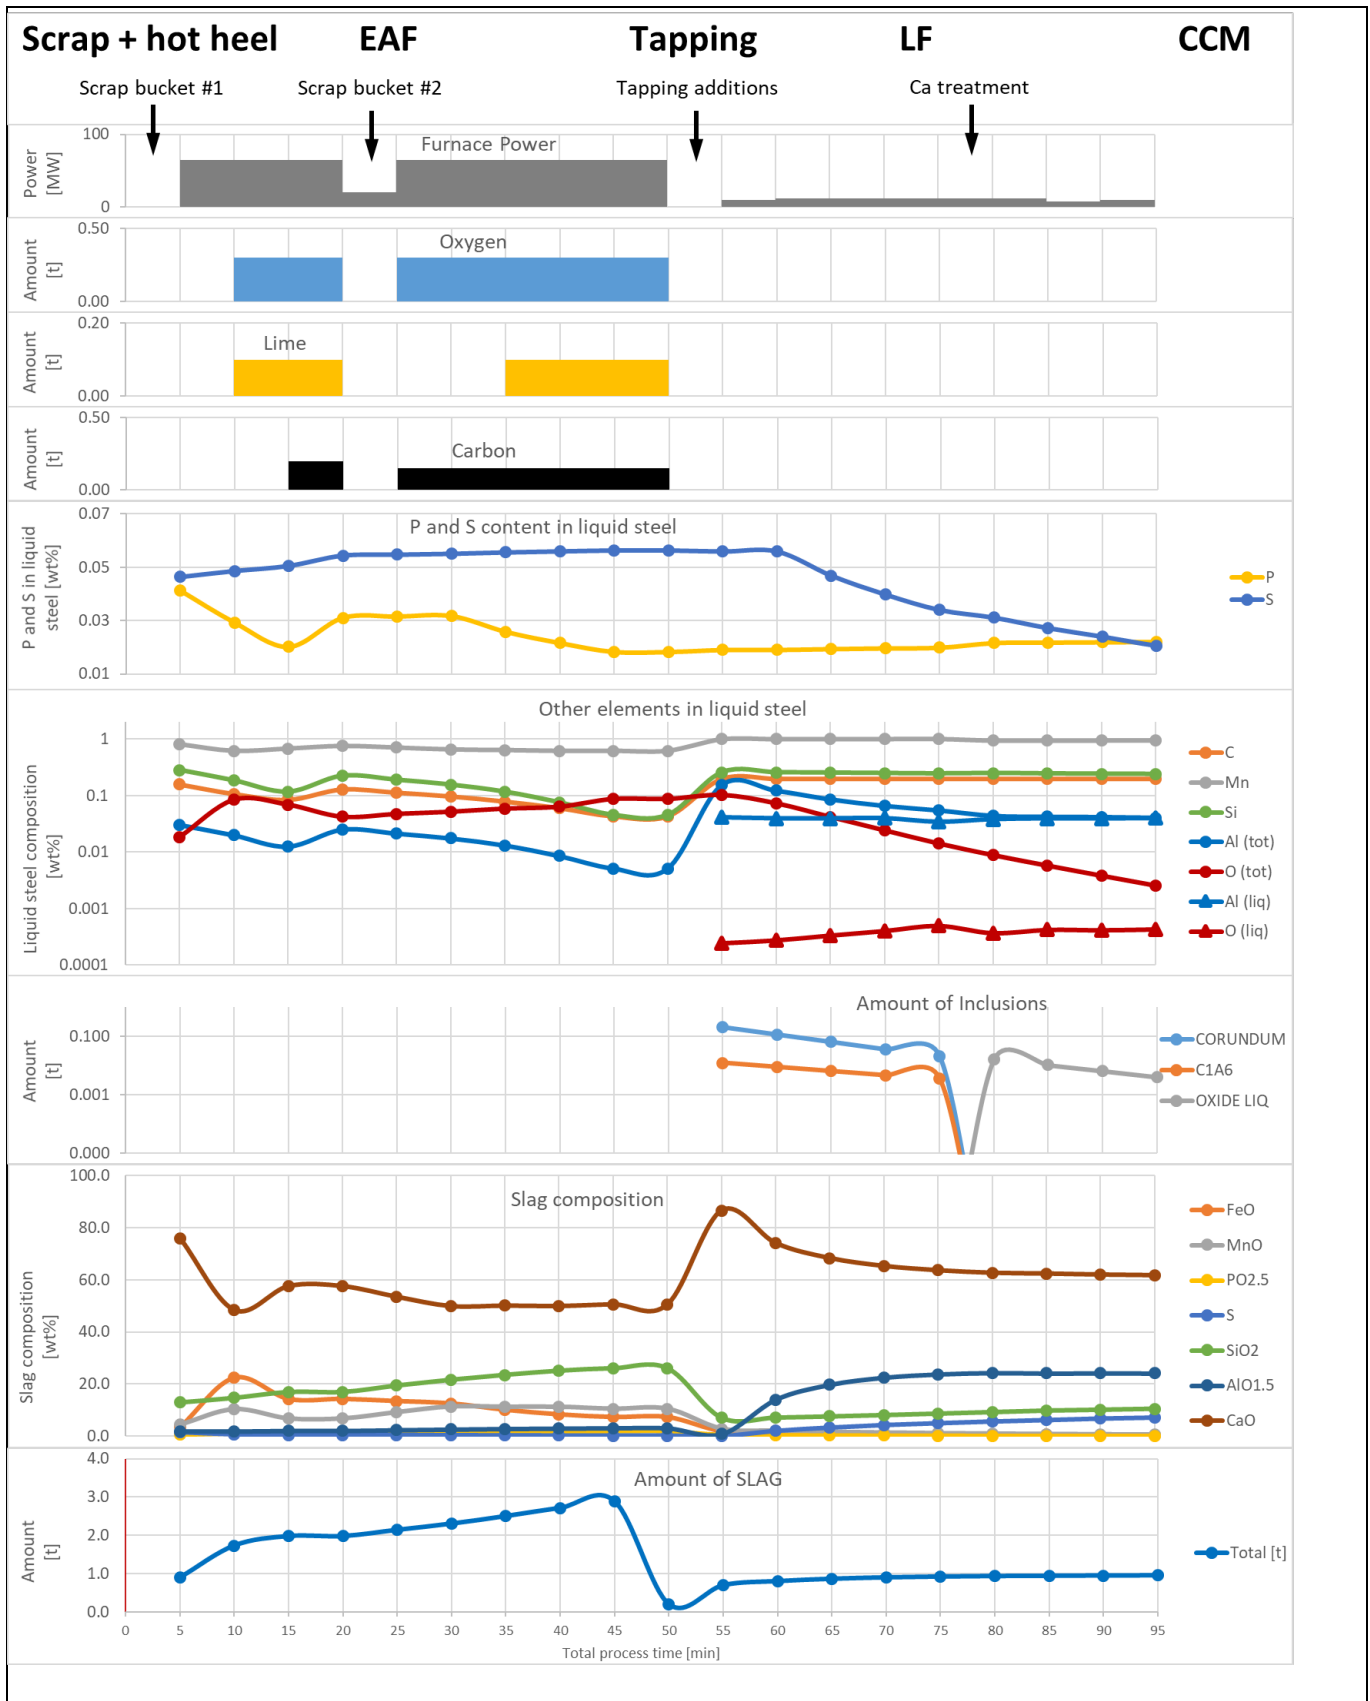 Scrap + hot heel EAF Tapping LF CCM
Scrap bucket #1 Scrap bucket #2 Tapping additions Ca treatment
Furnace Power
Power
[MW]
100
0
Oxygen
Amount
[t]
0.50
0.00
Lime
Amount
[t]
0.20
0.00
Carbon
Amount
[t]
0.50
0.00
P and S content in liquid steel
P and S in liquid
steel [wt%]
0.07
0.05
0.03
0.01
P
S
Other elements in liquid steel
Liquid steel composition
[wt%]
1
0.1
0.01
0.001
0.0001
C
Mn
Si
Al (tot)
O (tot)
Al (liq)
O (liq)
Amount of Inclusions
Amount
[t]
0.100
0.001
0.000
CORUNDUM
C1A6
OXIDE LIQ
Slag composition
Slag composition
[wt%]
100.0
80.0
60.0
40.0
20.0
0.0
FeO
MnO
PO2.5
S
SiO2
AlO1.5
CaO
Amount of SLAG
Amount
[t]
4.0
3.0
2.0
1.0
0.0
Total [t]
0 5 10 15 20 25 30 35 40 45 50 55 60 65 70 75 80 85 90 95
Total process time [min]